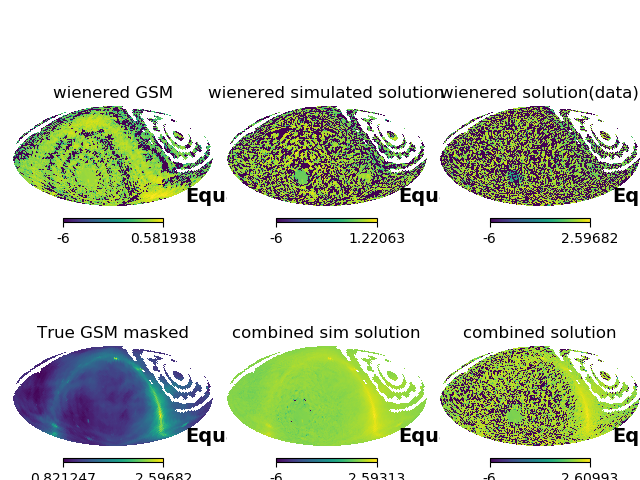 wienered GSM
wienered simulated solution
wienered solution(data)
Equ
Equ
Eq
-6 0.581938
-6 1.22063
-6 2.59682
True GSM masked
combined sim solution
combined solution
Equ
Equ
Eq
0.821247 2.59682
-6 2.59313
-6 2.60993